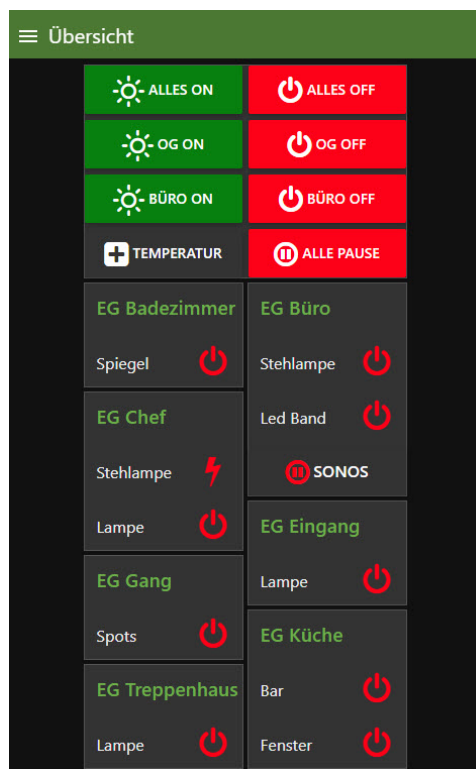 Übersicht
ALLES ON
ALLES OFF
OG ON
OG OFF
BÜRO ON
BÜRO OFF
TEMPERATUR
ALLE PAUSE
EG Badezimmer
Spiegel
EG Chef
Stehlampe
Lampe
EG Gang
Spots
EG Treppenhaus
Lampe
EG Büro
Stehlampe
Led Band
SONOS
EG Eingang
Lampe
EG Küche
Bar
Fenster